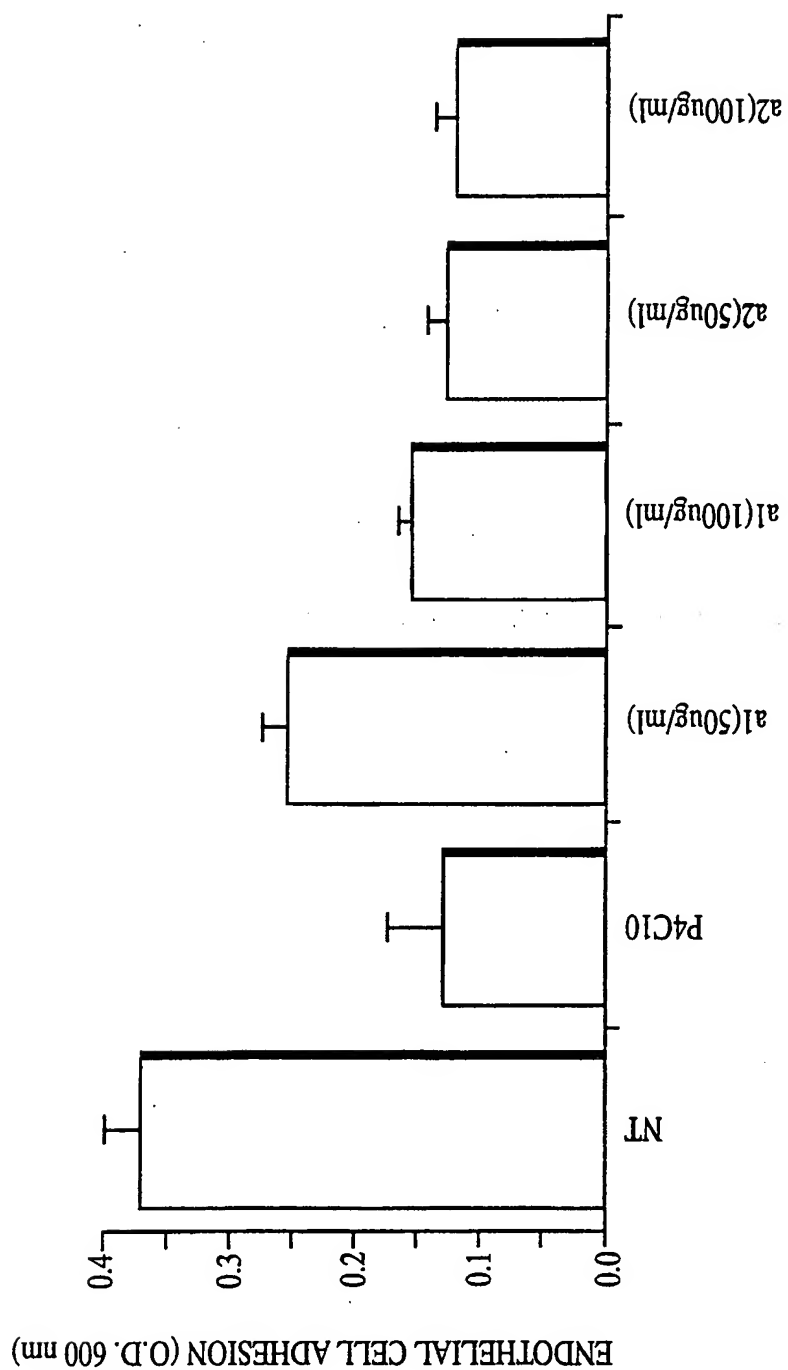 ENDOTHELIAL CELL ADHESION (O.D. 600 nm)
0.4
0.3
0.2
0.1
0.0
NT
P4C10
a1(50ug/ml)
a1(100ug/ml)
a2(50ug/ml)
a2(100ug/ml)